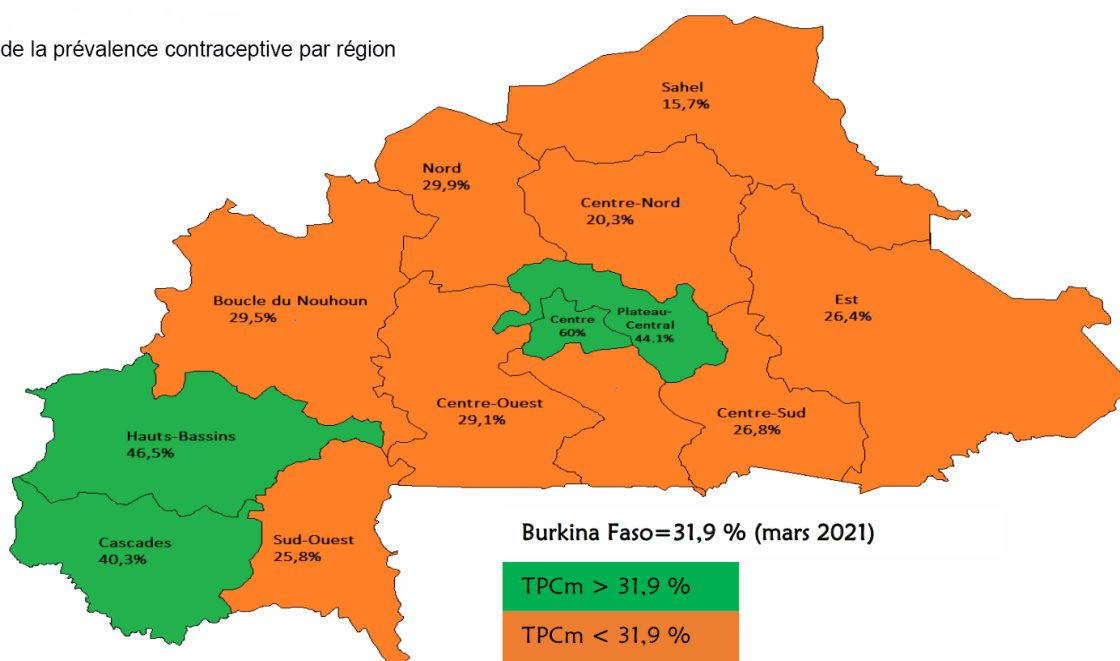 de la prévalence contraceptive par région
Sahel
15,7%
Nord
29,9%
Centre-Nord
20,3%
Boucle du Nouhoun
29,5%
Est
26,4%
Centre
60%
Plateau-
Central
44.1%
Centre-Ouest
29,1%
Centre-Sud
26,8%
Hauts-Bassins
46,5%
Cascades
40,3%
Sud-Ouest
25,8%
Burkina Faso=31,9 % (mars 2021)
TPCm > 31,9 %
TPCm < 31,9 %